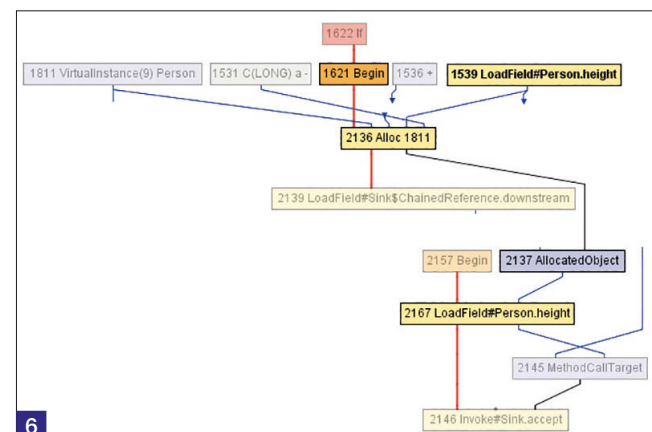 1622 If
1811 VirtualInstance(9) Person
1531 C(LONG) a -
1621 Begin
1536 +
1539 LoadField#Person.height
2136 Alloc 1811
2139 LoadField#Sink$ChainedReference.downstream
2157 Begin
2137 AllocatedObject
2167 LoadField#Person.height
2145 MethodCallTarget
2146 Invoke#Sink.accept
6